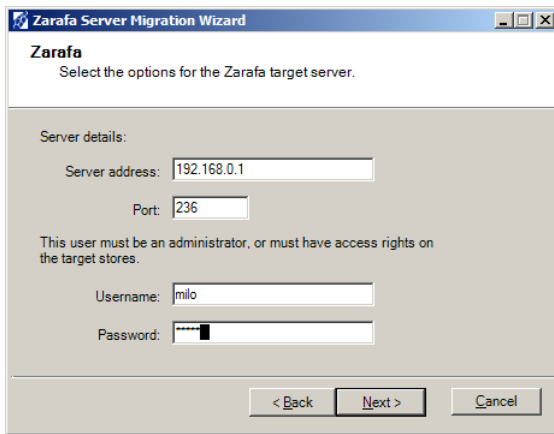 Zarafa Server Migration Wizard
Zarafa
Select the options for the Zarafa target server.
Server details:
Server address: 192.168.0.1
Port: 236
This user must be an administrator, or must have access rights on
the target stores.
Username: milo
Password: *****
< Back Next > Cancel